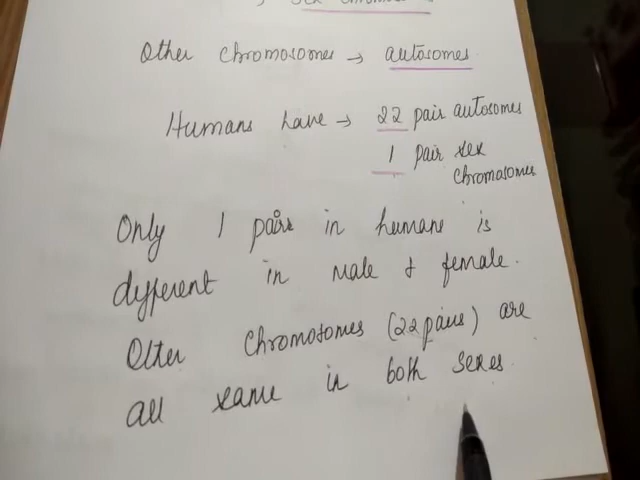 Other chromosomes → autosomes
Humans have → 22 pair autosomes
1 pair sex
chromosomes
Only 1 pair in humans is
different in male & female.
Other chromosomes (22 pairs) are
all same in both sexes